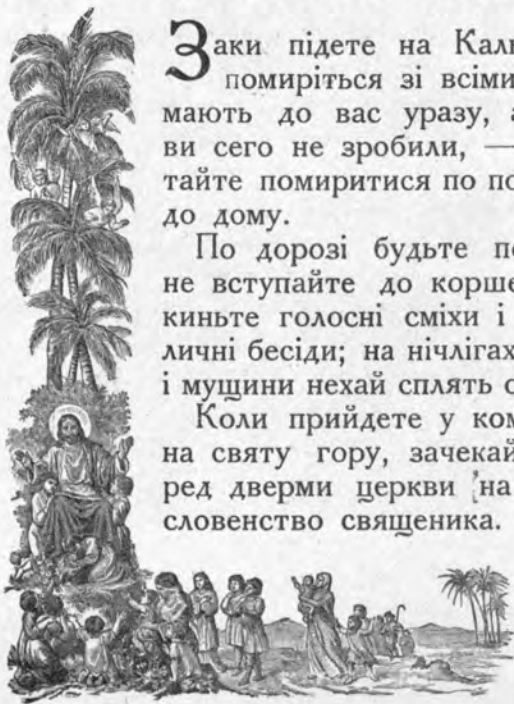 Заки підете на Каль
помиріться зі всіми
мають до вас уразу, а
ви сего не зробили, —
тайте помиритися по по
до дому.
По дорозі будьте по
не вступайте до корше
киньте голосні сміхи і
личні бесіди; на нічлігах
і мущини нехай сплять о
Коли прийдете у ком
на святу гору, зачекай
ред дверми церкви на
словенство священика.